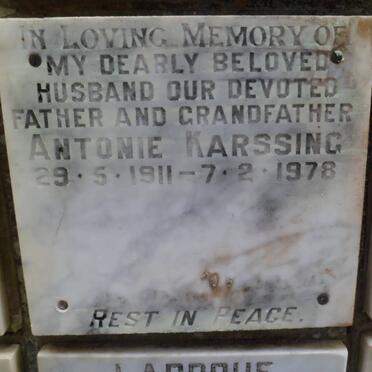 IN LOVING MEMORY OF
MY DEARLY BELOVED
HUSBAND OUR DEVOTED
FATHER AND GRANDFATHER
ANTONIE KARSSING
29·5·1911–7·2·1978
REST IN PEACE.